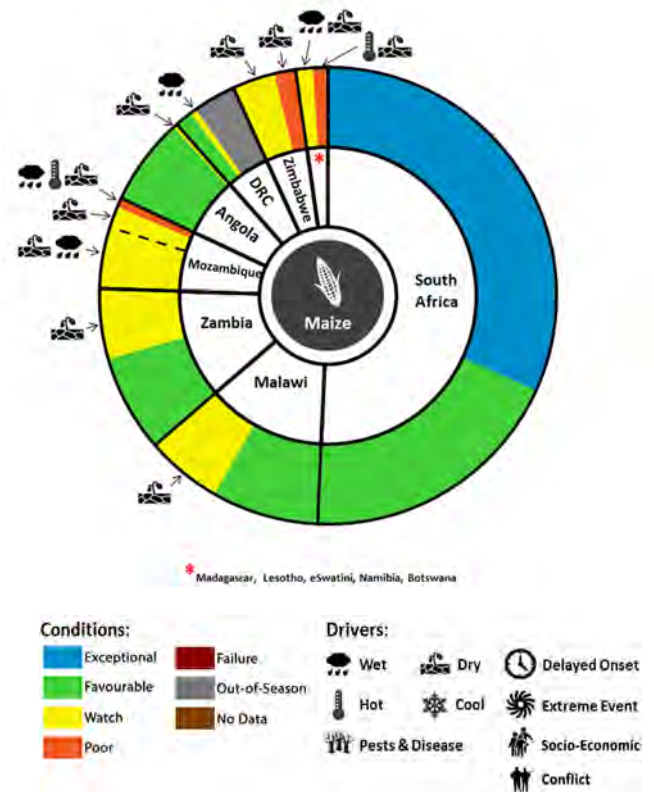 DRC
Zimbabwe
*
Angola
Mozambique
Zambia
Malawi
South
Africa
Maize
* Madagascar, Lesotho, eSwatini, Namibia, Botswana
Conditions:
Exceptional
Favourable
Watch
Poor
Failure
Out-of-Season
No Data
Drivers:
Wet
Dry
Delayed Onset
Hot
Cool
Extreme Event
Pests & Disease
Socio-Economic
Conflict